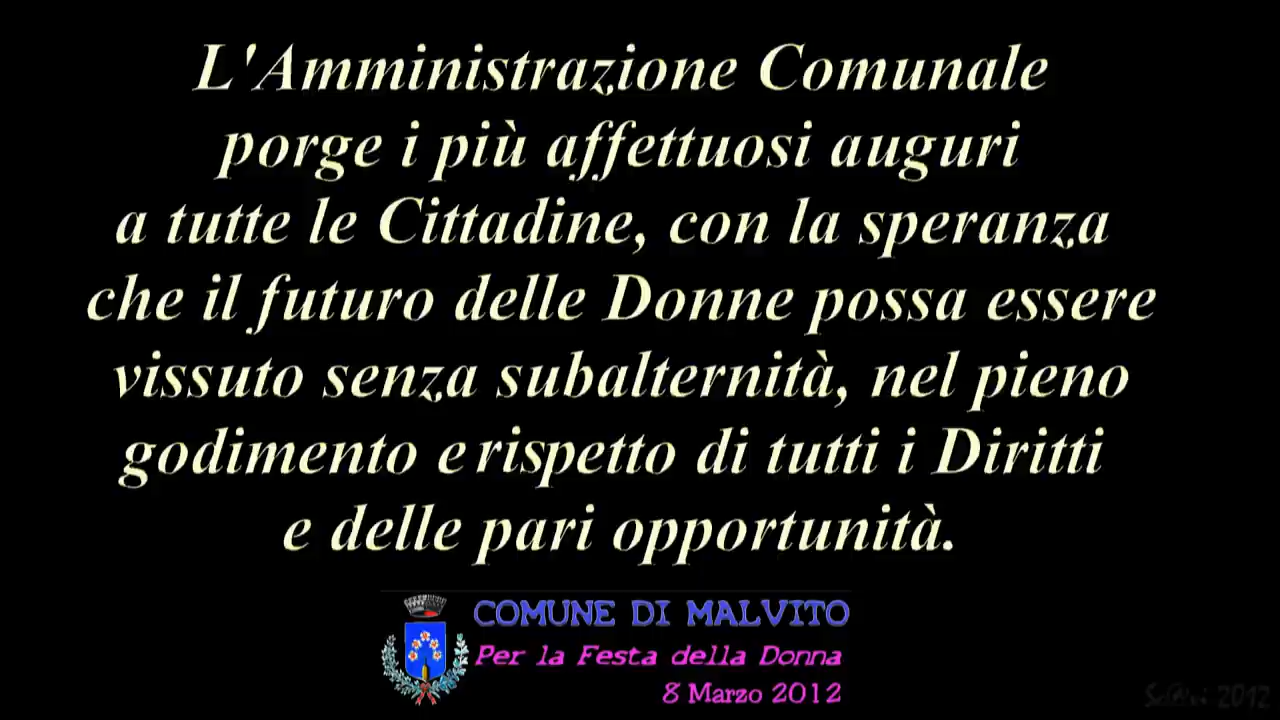 L'Amministrazione Comunale
porge i più affettuosi auguri
a tutte le Cittadine, con la speranza
che il futuro delle Donne possa essere
vissuto senza subalternità, nel pieno
godimento e rispetto di tutti i Diritti
e delle pari opportunità.
COMUNE DI MALVITO
Per la Festa della Donna
8 Marzo 2012
2012